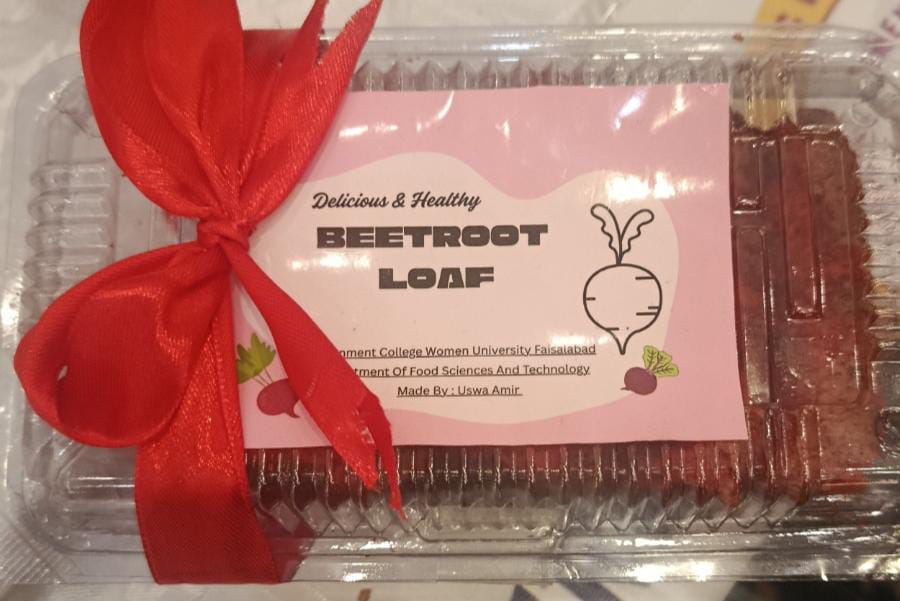 Delicious & Healthy
BEETROOT
LOAF
College Women University Faisalabad
Of Food Sciences And Technology
Made By : Uswa Amir